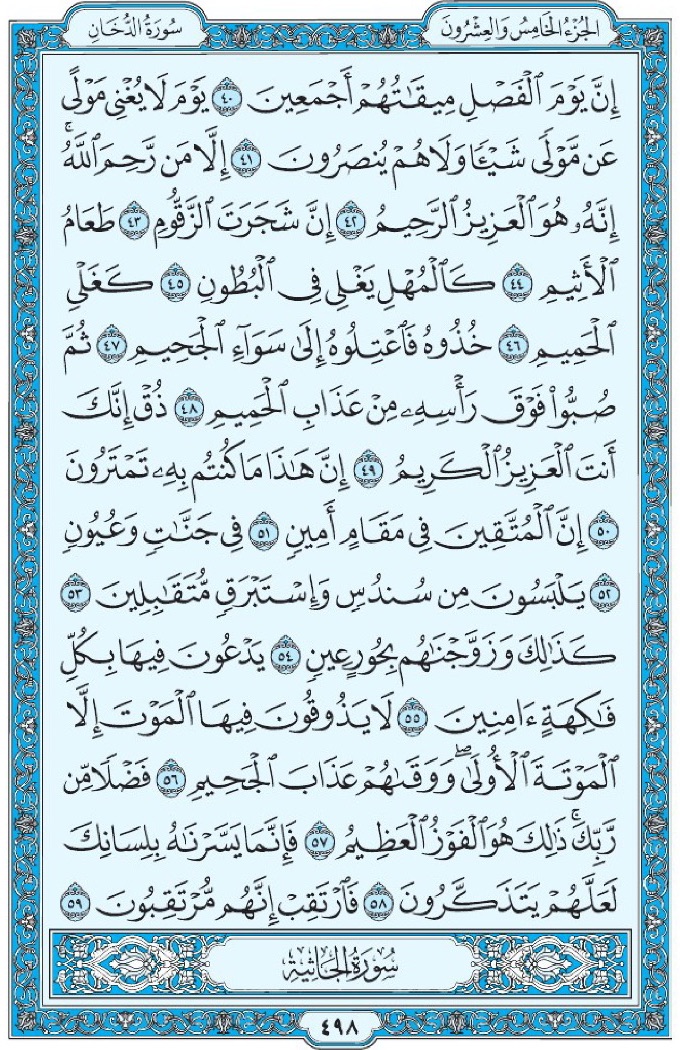 الجُزْءُ الخَامِسُ وَالعِشْرُونَ
سُورَةُ الدُّخَانِ
إِنَّ يَوْمَ ٱلْفَصْلِ مِيقَٰتُهُمْ أَجْمَعِينَ ٤٠ يَوْمَ لَا يُغْنِي مَوْلًى
عَن مَّوْلًى شَيْـًٔا وَلَا هُمْ يُنصَرُونَ ٤١ إِلَّا مَن رَّحِمَ ٱللَّهُۚ
إِنَّهُۥ هُوَ ٱلْعَزِيزُ ٱلرَّحِيمُ ٤٢ إِنَّ شَجَرَتَ ٱلزَّقُّومِ ٤٣ طَعَامُ
ٱلْأَثِيمِ ٤٤ كَٱلْمُهْلِ يَغْلِي فِي ٱلْبُطُونِ ٤٥ كَغَلْيِ
ٱلْحَمِيمِ ٤٦ خُذُوهُ فَٱعْتِلُوهُ إِلَىٰ سَوَآءِ ٱلْجَحِيمِ ٤٧ ثُمَّ
صُبُّوا۟ فَوْقَ رَأْسِهِۦ مِنْ عَذَابِ ٱلْحَمِيمِ ٤٨ ذُقْ إِنَّكَ
أَنتَ ٱلْعَزِيزُ ٱلْكَرِيمُ ٤٩ إِنَّ هَٰذَا مَا كُنتُم بِهِۦ تَمْتَرُونَ
٥٠ إِنَّ ٱلْمُتَّقِينَ فِي مَقَامٍ أَمِينٍ ٥١ فِي جَنَّٰتٍ وَعُيُونٍ
٥٢ يَلْبَسُونَ مِن سُندُسٍ وَإِسْتَبْرَقٍ مُّتَقَٰبِلِينَ ٥٣
كَذَٰلِكَ وَزَوَّجْنَٰهُم بِحُورٍ عِينٍ ٥٤ يَدْعُونَ فِيهَا بِكُلِّ
فَٰكِهَةٍ ءَامِنِينَ ٥٥ لَا يَذُوقُونَ فِيهَا ٱلْمَوْتَ إِلَّا
ٱلْمَوْتَةَ ٱلْأُولَىٰۖ وَوَقَىٰهُمْ عَذَابَ ٱلْجَحِيمِ ٥٦ فَضْلًا مِّن
رَّبِّكَۚ ذَٰلِكَ هُوَ ٱلْفَوْزُ ٱلْعَظِيمُ ٥٧ فَإِنَّمَا يَسَّرْنَٰهُ بِلِسَانِكَ
لَعَلَّهُمْ يَتَذَكَّرُونَ ٥٨ فَٱرْتَقِبْ إِنَّهُم مُّرْتَقِبُونَ ٥٩
سُورَةُ الجَاثِيَةِ
٤٩٨